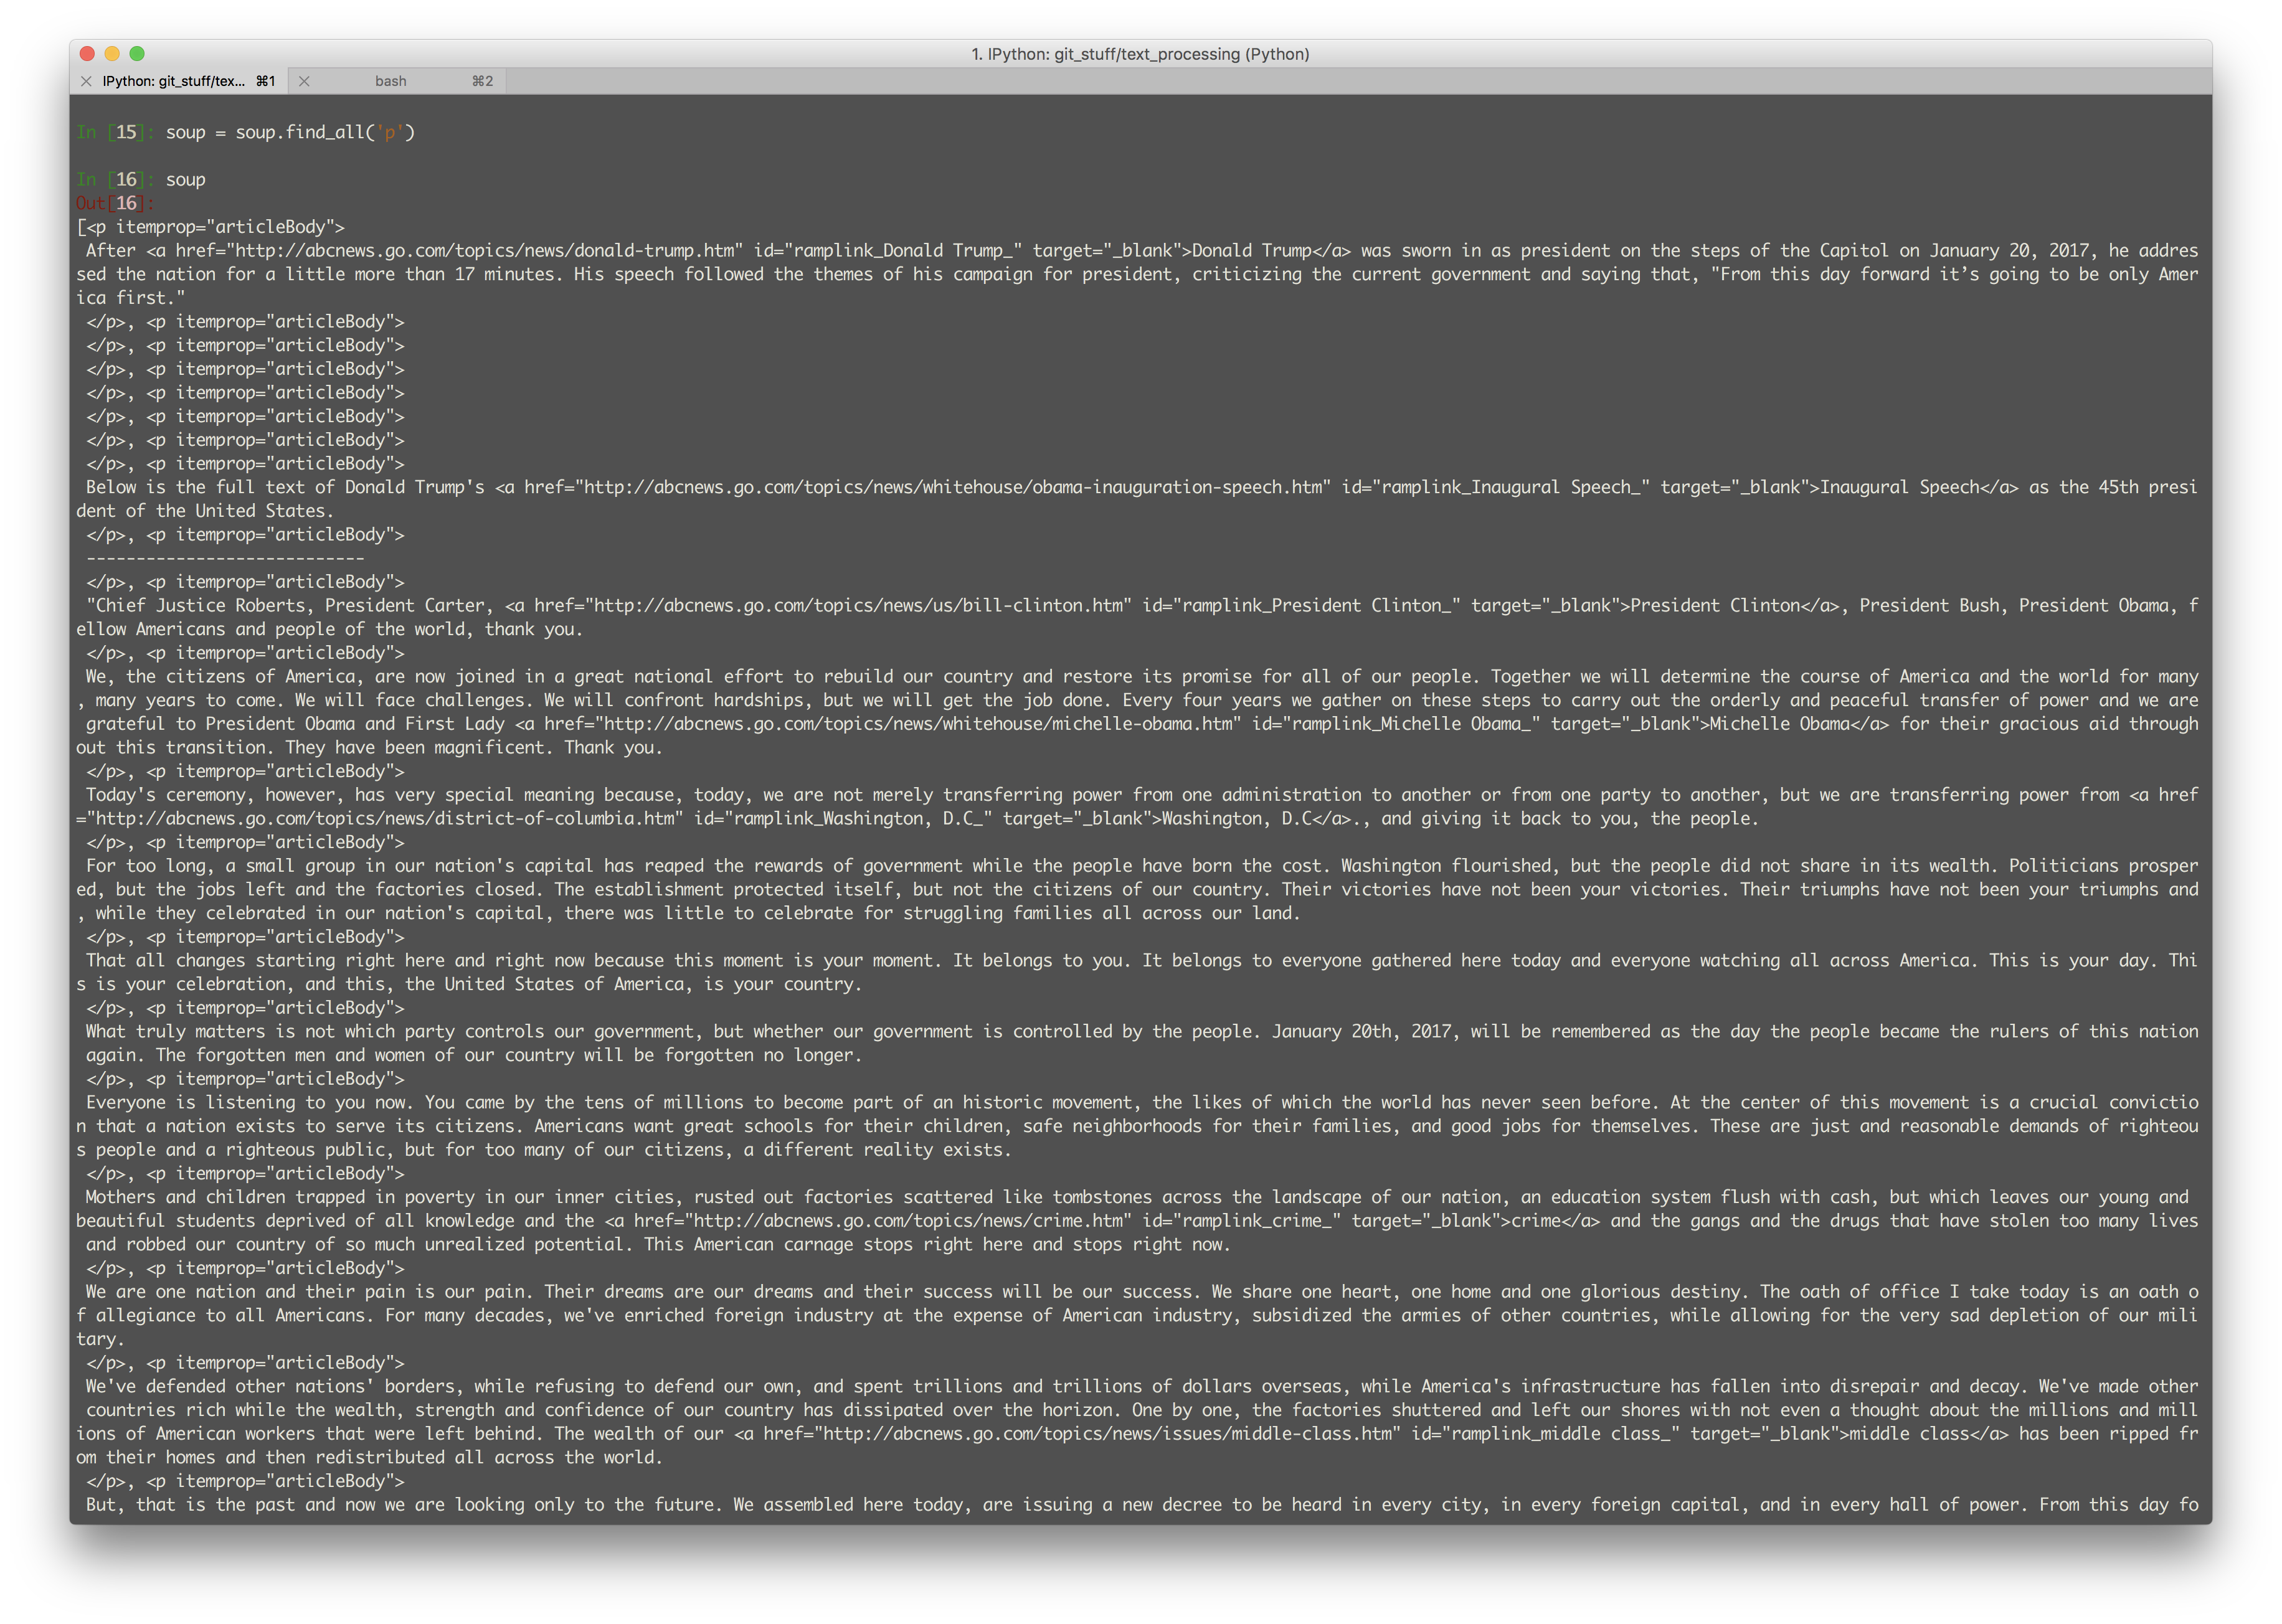 1. IPython: git_stuff/text_processing (Python)
IPython: git_stuff/tex... ⌘1 bash ⌘2
In [15]: soup = soup.find_all('p')
In [16]: soup
Out[16]:
[<p itemprop="articleBody">
 After <a href="http://abcnews.go.com/topics/news/donald-trump.htm" id="ramplink_Donald Trump_" target="_blank">Donald Trump</a> was sworn in as president on the steps of the Capitol on January 20, 2017, he addres
sed the nation for a little more than 17 minutes. His speech followed the themes of his campaign for president, criticizing the current government and saying that, "From this day forward it’s going to be only Amer
ica first."
 </p>, <p itemprop="articleBody">
 </p>, <p itemprop="articleBody">
 </p>, <p itemprop="articleBody">
 </p>, <p itemprop="articleBody">
 </p>, <p itemprop="articleBody">
 </p>, <p itemprop="articleBody">
 </p>, <p itemprop="articleBody">
 Below is the full text of Donald Trump's <a href="http://abcnews.go.com/topics/news/whitehouse/obama-inauguration-speech.htm" id="ramplink_Inaugural Speech_" target="_blank">Inaugural Speech</a> as the 45th presi
dent of the United States.
 </p>, <p itemprop="articleBody">
 ----------------------------
 </p>, <p itemprop="articleBody">
 "Chief Justice Roberts, President Carter, <a href="http://abcnews.go.com/topics/news/us/bill-clinton.htm" id="ramplink_President Clinton_" target="_blank">President Clinton</a>, President Bush, President Obama, f
ellow Americans and people of the world, thank you.
 </p>, <p itemprop="articleBody">
 We, the citizens of America, are now joined in a great national effort to rebuild our country and restore its promise for all of our people. Together we will determine the course of America and the world for many
, many years to come. We will face challenges. We will confront hardships, but we will get the job done. Every four years we gather on these steps to carry out the orderly and peaceful transfer of power and we are
 grateful to President Obama and First Lady <a href="http://abcnews.go.com/topics/news/whitehouse/michelle-obama.htm" id="ramplink_Michelle Obama_" target="_blank">Michelle Obama</a> for their gracious aid through
out this transition. They have been magnificent. Thank you.
 </p>, <p itemprop="articleBody">
 Today's ceremony, however, has very special meaning because, today, we are not merely transferring power from one administration to another or from one party to another, but we are transferring power from <a href
="http://abcnews.go.com/topics/news/district-of-columbia.htm" id="ramplink_Washington, D.C_" target="_blank">Washington, D.C</a>., and giving it back to you, the people.
 </p>, <p itemprop="articleBody">
 For too long, a small group in our nation's capital has reaped the rewards of government while the people have born the cost. Washington flourished, but the people did not share in its wealth. Politicians prosper
ed, but the jobs left and the factories closed. The establishment protected itself, but not the citizens of our country. Their victories have not been your victories. Their triumphs have not been your triumphs and
, while they celebrated in our nation's capital, there was little to celebrate for struggling families all across our land.
 </p>, <p itemprop="articleBody">
 That all changes starting right here and right now because this moment is your moment. It belongs to you. It belongs to everyone gathered here today and everyone watching all across America. This is your day. Thi
s is your celebration, and this, the United States of America, is your country.
 </p>, <p itemprop="articleBody">
 What truly matters is not which party controls our government, but whether our government is controlled by the people. January 20th, 2017, will be remembered as the day the people became the rulers of this nation
 again. The forgotten men and women of our country will be forgotten no longer.
 </p>, <p itemprop="articleBody">
 Everyone is listening to you now. You came by the tens of millions to become part of an historic movement, the likes of which the world has never seen before. At the center of this movement is a crucial convictio
n that a nation exists to serve its citizens. Americans want great schools for their children, safe neighborhoods for their families, and good jobs for themselves. These are just and reasonable demands of righteou
s people and a righteous public, but for too many of our citizens, a different reality exists.
 </p>, <p itemprop="articleBody">
 Mothers and children trapped in poverty in our inner cities, rusted out factories scattered like tombstones across the landscape of our nation, an education system flush with cash, but which leaves our young and
beautiful students deprived of all knowledge and the <a href="http://abcnews.go.com/topics/news/crime.htm" id="ramplink_crime_" target="_blank">crime</a> and the gangs and the drugs that have stolen too many lives
 and robbed our country of so much unrealized potential. This American carnage stops right here and stops right now.
 </p>, <p itemprop="articleBody">
 We are one nation and their pain is our pain. Their dreams are our dreams and their success will be our success. We share one heart, one home and one glorious destiny. The oath of office I take today is an oath o
f allegiance to all Americans. For many decades, we've enriched foreign industry at the expense of American industry, subsidized the armies of other countries, while allowing for the very sad depletion of our mili
tary.
 </p>, <p itemprop="articleBody">
 We've defended other nations' borders, while refusing to defend our own, and spent trillions and trillions of dollars overseas, while America's infrastructure has fallen into disrepair and decay. We've made other
 countries rich while the wealth, strength and confidence of our country has dissipated over the horizon. One by one, the factories shuttered and left our shores with not even a thought about the millions and mill
ions of American workers that were left behind. The wealth of our <a href="http://abcnews.go.com/topics/news/issues/middle-class.htm" id="ramplink_middle class_" target="_blank">middle class</a> has been ripped fr
om their homes and then redistributed all across the world.
 </p>, <p itemprop="articleBody">
 But, that is the past and now we are looking only to the future. We assembled here today, are issuing a new decree to be heard in every city, in every foreign capital, and in every hall of power. From this day fo